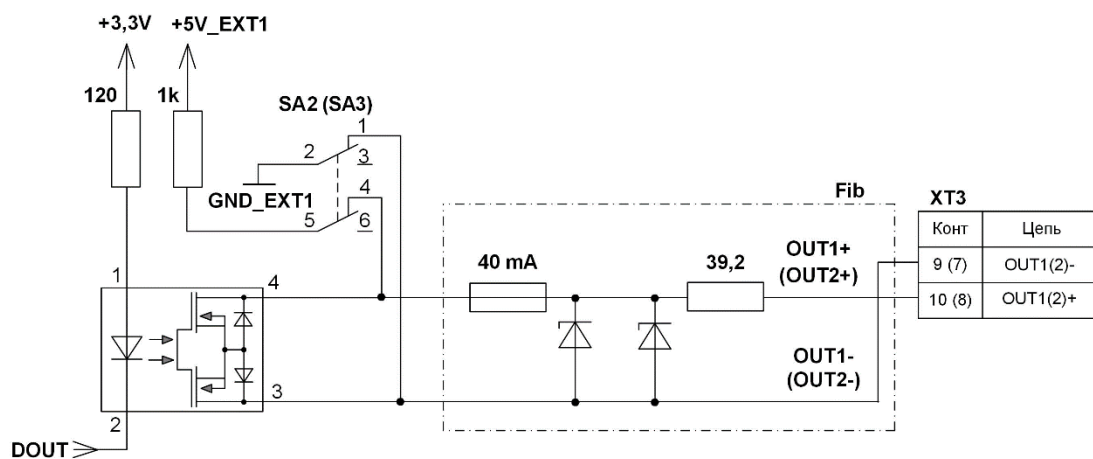 +3,3V +5V_EXT1
120 1k
SA2 (SA3)
1
2
3
GND_EXT1
4
5 6
Fib
XT3
Конт Цепь
9 (7) OUT1(2)-
10 (8) OUT1(2)+
40 mA
39,2
OUT1+
(OUT2+)
1
4
OUT1-
(OUT2-)
3
2
DOUT